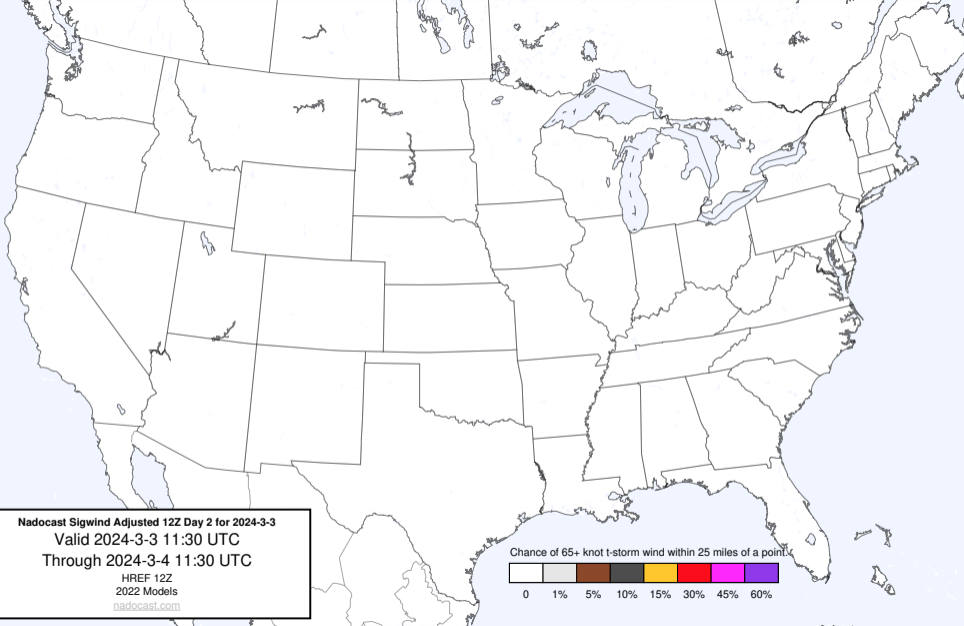 Nadocast Sigwind Adjusted 12Z Day 2 for 2024-3-3
Valid 2024-3-3 11:30 UTC
Through 2024-3-4 11:30 UTC
HREF 12Z
2022 Models
nadocast.com
Chance of 65+ knot t-storm wind within 25 miles of a point.
0 1% 5% 10% 15% 30% 45% 60%